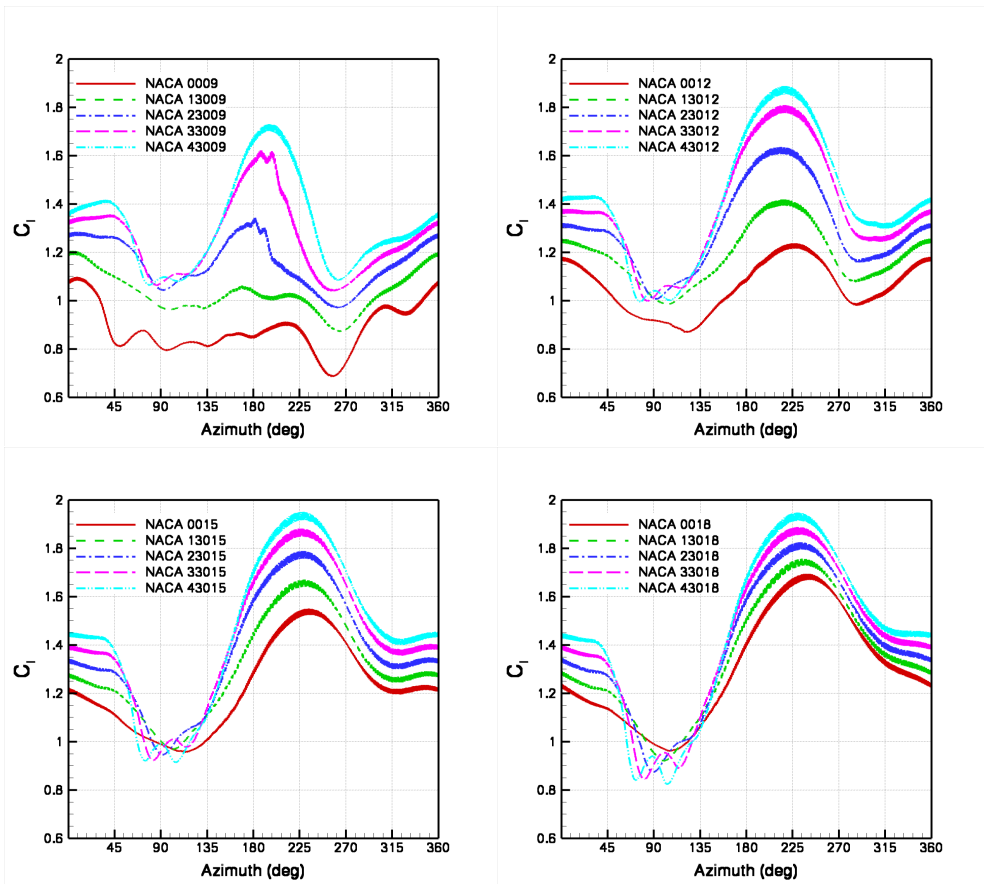 2
NACA 0009
1.8
NACA 13009
NACA 23009
1.6
NACA 33009
NACA 43009
1.4
Cl
1.2
1
0.8
0.6
45 90 135 180 225 270 315 360
Azimuth (deg)
2
NACA 0012
1.8
NACA 13012
NACA 23012
1.6
NACA 33012
NACA 43012
1.4
Cl
1.2
1
0.8
0.6
45 90 135 180 225 270 315 360
Azimuth (deg)
2
NACA 0015
1.8
NACA 13015
NACA 23015
1.6
NACA 33015
NACA 43015
1.4
Cl
1.2
1
0.8
0.6
45 90 135 180 225 270 315 360
Azimuth (deg)
2
NACA 0018
1.8
NACA 13018
NACA 23018
1.6
NACA 33018
NACA 43018
1.4
Cl
1.2
1
0.8
0.6
45 90 135 180 225 270 315 360
Azimuth (deg)